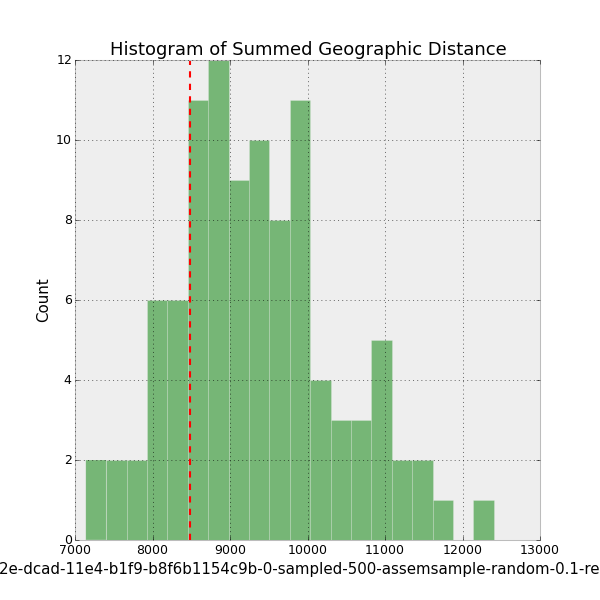 Histogram of Summed Geographic Distance
12
10
8
6
4
2
0
Count
7000 8000 9000 10000 11000 12000 13000
2e-dcad-11e4-b1f9-b8f6b1154c9b-0-sampled-500-assemsample-random-0.1-re